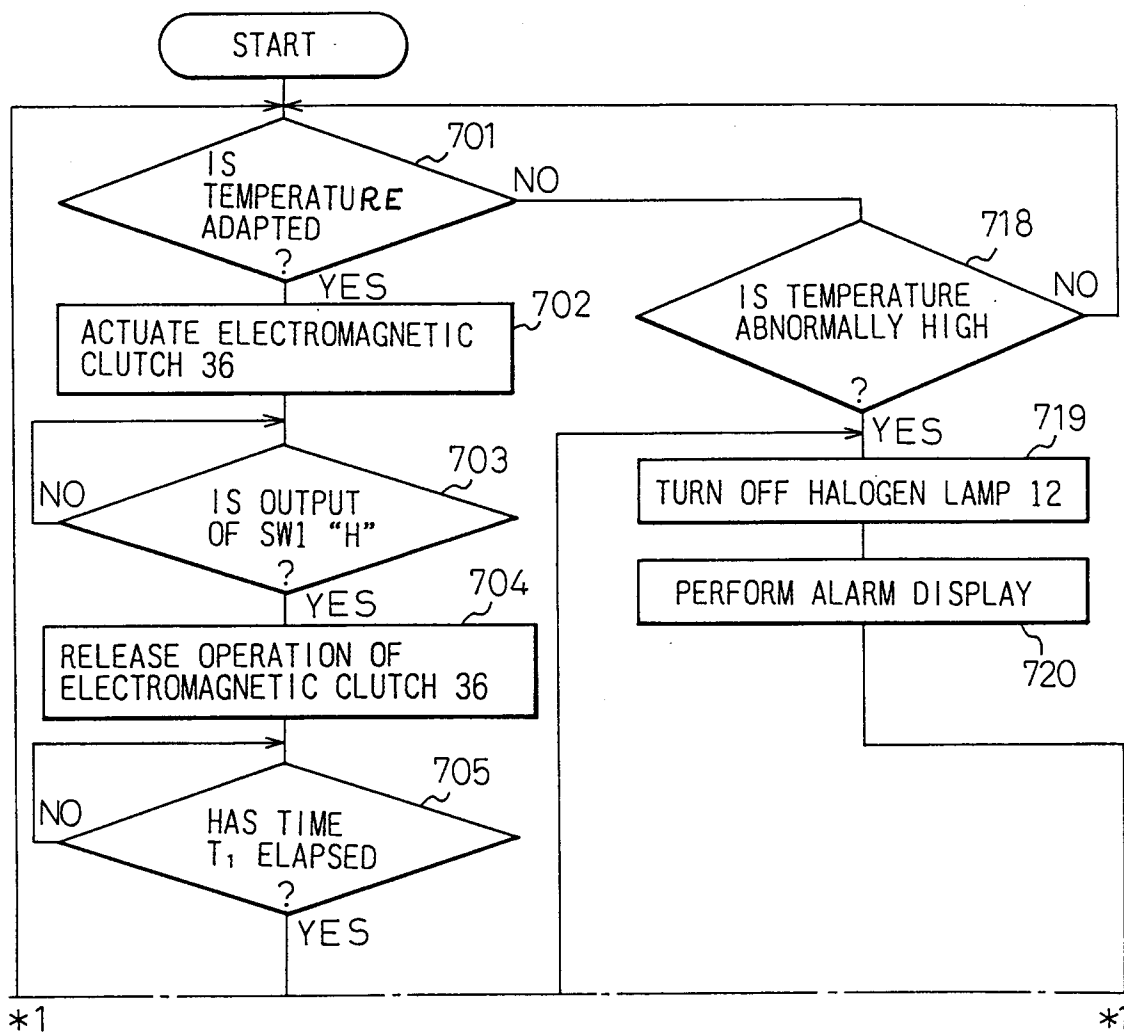 START
701
IS
TEMPERATURE
ADAPTED
?
NO
YES
702
ACTUATE ELECTROMAGNETIC
CLUTCH 36
703
NO
IS OUTPUT
OF SW1 "H"
?
YES
704
RELEASE OPERATION OF
ELECTROMAGNETIC CLUTCH 36
705
NO
HAS TIME
T₁ ELAPSED
?
YES
718
IS TEMPERATURE
ABNORMALLY HIGH
?
NO
YES
719
TURN OFF HALOGEN LAMP 12
PERFORM ALARM DISPLAY
720
*1